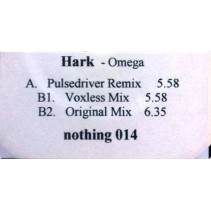 Hark - Omega
A. Pulsedriver Remix 5.58
B1. Voxless Mix 5.58
B2. Original Mix 6.35
nothing 014